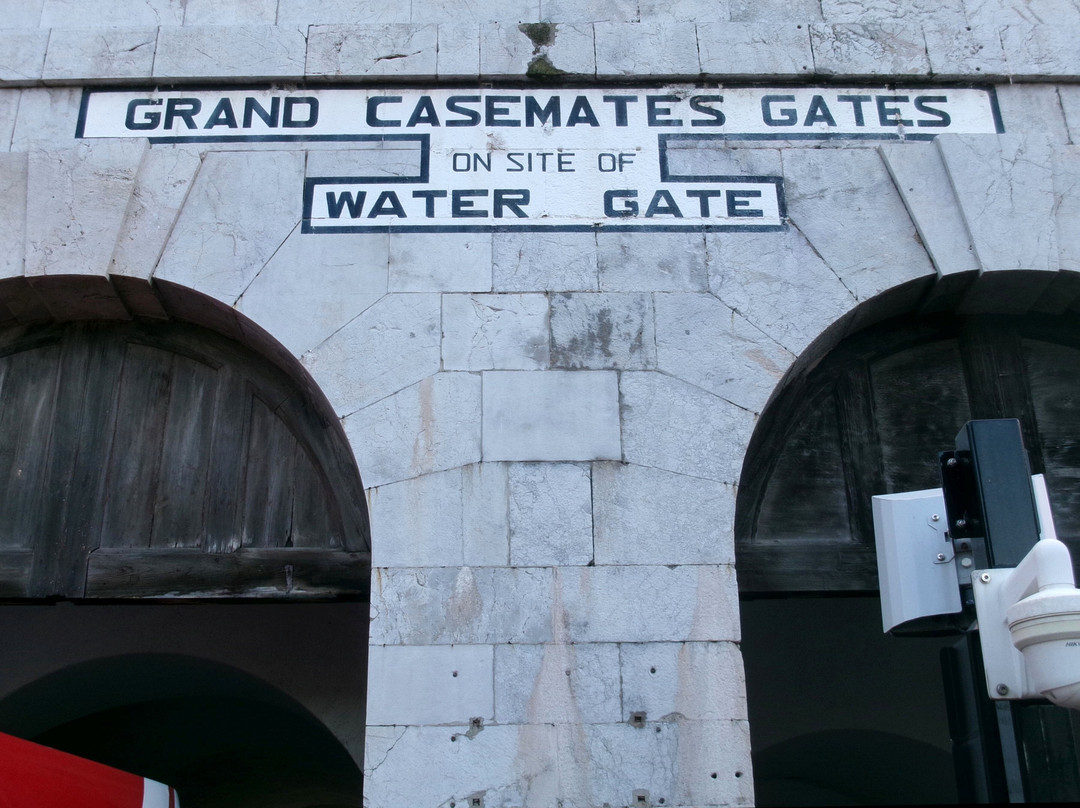 GRAND CASEMATES GATES
ON SITE OF
WATER GATE